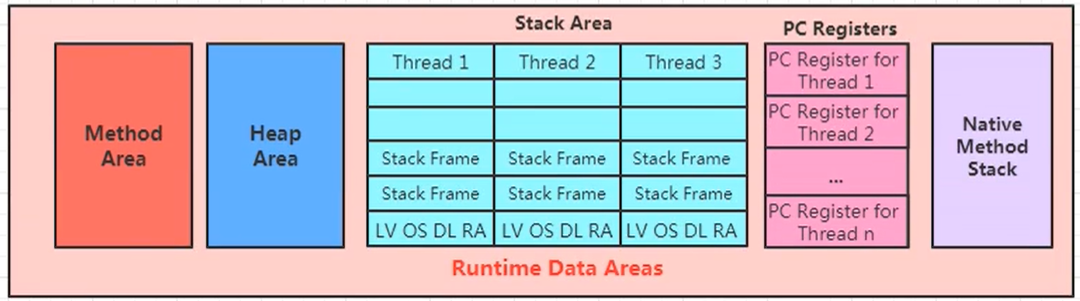 Stack Area
PC Registers
Method
Area
Heap
Area
Thread 1
Thread 2
Thread 3
Stack Frame
Stack Frame
Stack Frame
Stack Frame
Stack Frame
Stack Frame
LV OS DL RA
LV OS DL RA
LV OS DL RA
PC Register for
Thread 1
PC Register for
Thread 2
...
PC Register for
Thread n
Native
Method
Stack
Runtime Data Areas